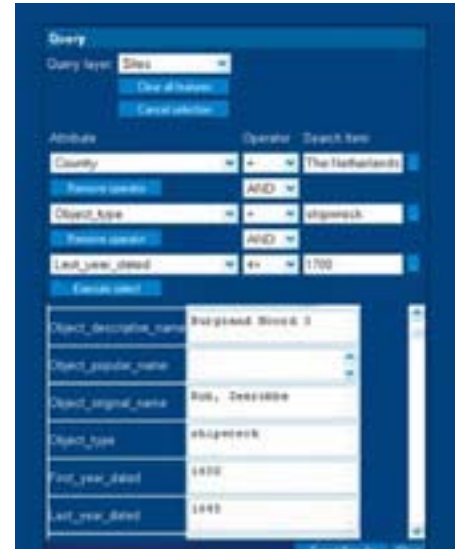 Query
Query layer: Sites
Clear all features
Cancel selection
Attribute Operator Search item
Country = The Netherlands
Remove operator AND
Object_type = shipwreck
Remove operator AND
Last_year_dated <= 1700
Execute select
Object_descriptive_name Burgzand Noord 3
Object_popular_name
Object_original_name
Object_type shipwreck
First_year_dated
Last_year_dated